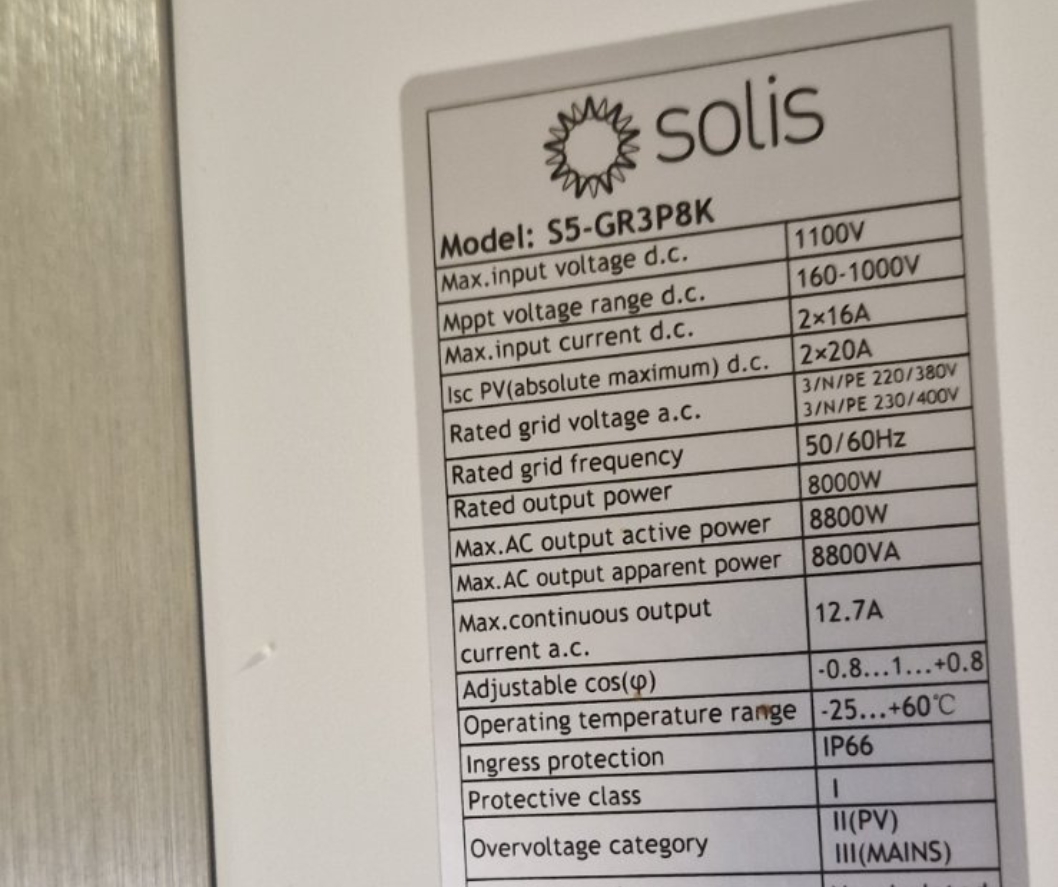 solis
Model: S5-GR3P8K
Max.input voltage d.c. 1100V
Mppt voltage range d.c. 160-1000V
Max.input current d.c. 2×16A
Isc PV(absolute maximum) d.c. 2×20A
Rated grid voltage a.c. 3/N/PE 220/380V
3/N/PE 230/400V
Rated grid frequency 50/60Hz
Rated output power 8000W
Max.AC output active power 8800W
Max.AC output apparent power 8800VA
Max.continuous output
current a.c. 12.7A
Adjustable cos(φ) -0.8...1...+0.8
Operating temperature range -25...+60℃
Ingress protection IP66
Protective class I
Overvoltage category II(PV)
III(MAINS)